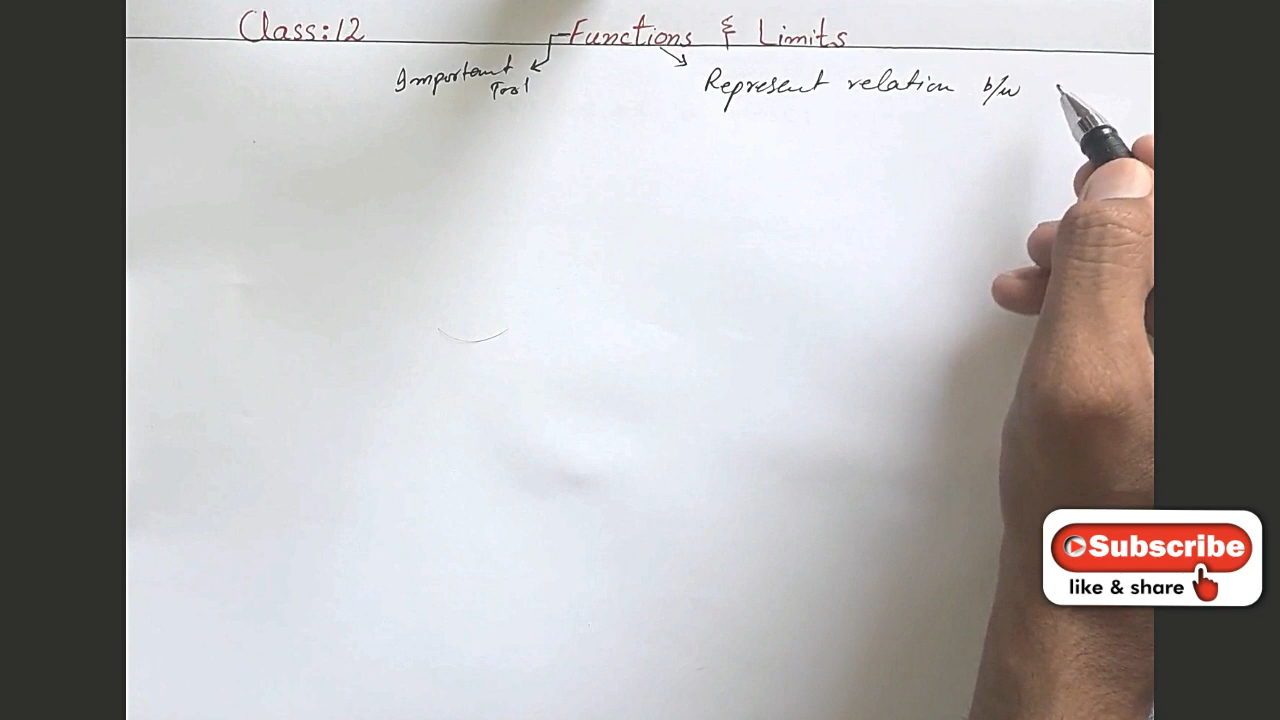 Class:12 Functions & Limits
Important Tool
Represent relation b/w
Subscribe
like & share